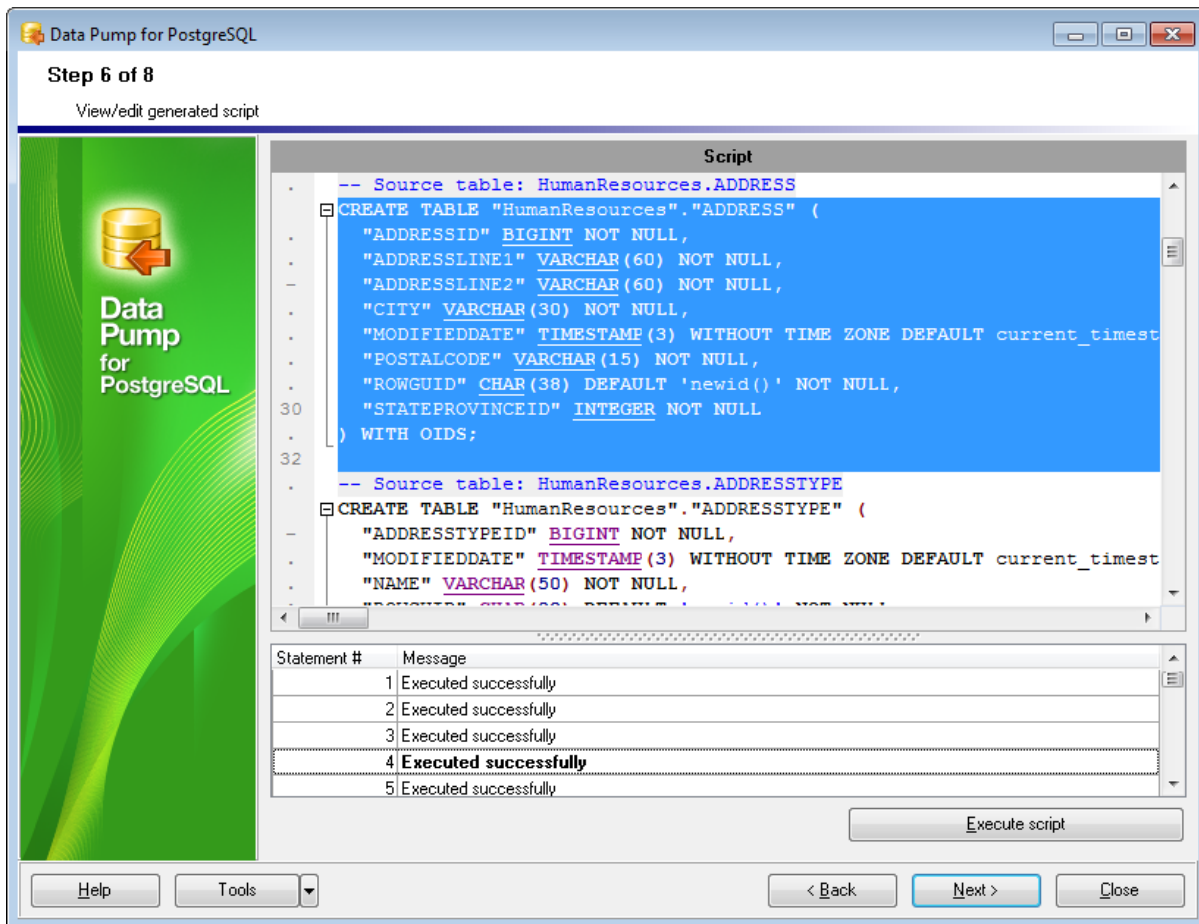 Data Pump for PostgreSQL
Step 6 of 8
View/edit generated script
Data
Pump
for
PostgreSQL
Script
-- Source table: HumanResources.ADDRESS
CREATE TABLE "HumanResources"."ADDRESS" (
"ADDRESSID" BIGINT NOT NULL,
"ADDRESSLINE1" VARCHAR(60) NOT NULL,
"ADDRESSLINE2" VARCHAR(60) NOT NULL,
"CITY" VARCHAR(30) NOT NULL,
"MODIFIEDDATE" TIMESTAMP(3) WITHOUT TIME ZONE DEFAULT current_timest
"POSTALCODE" VARCHAR(15) NOT NULL,
"ROWGUID" CHAR(38) DEFAULT 'newid()' NOT NULL,
30 "STATEPROVINCEID" INTEGER NOT NULL
) WITH OIDS;
32
-- Source table: HumanResources.ADDRESSTYPE
CREATE TABLE "HumanResources"."ADDRESSTYPE" (
"ADDRESSTYPEID" BIGINT NOT NULL,
"MODIFIEDDATE" TIMESTAMP(3) WITHOUT TIME ZONE DEFAULT current_timest
"NAME" VARCHAR(50) NOT NULL,
Statement # Message
1 Executed successfully
2 Executed successfully
3 Executed successfully
4 Executed successfully
5 Executed successfully
Execute script
Help Tools < Back Next > Close